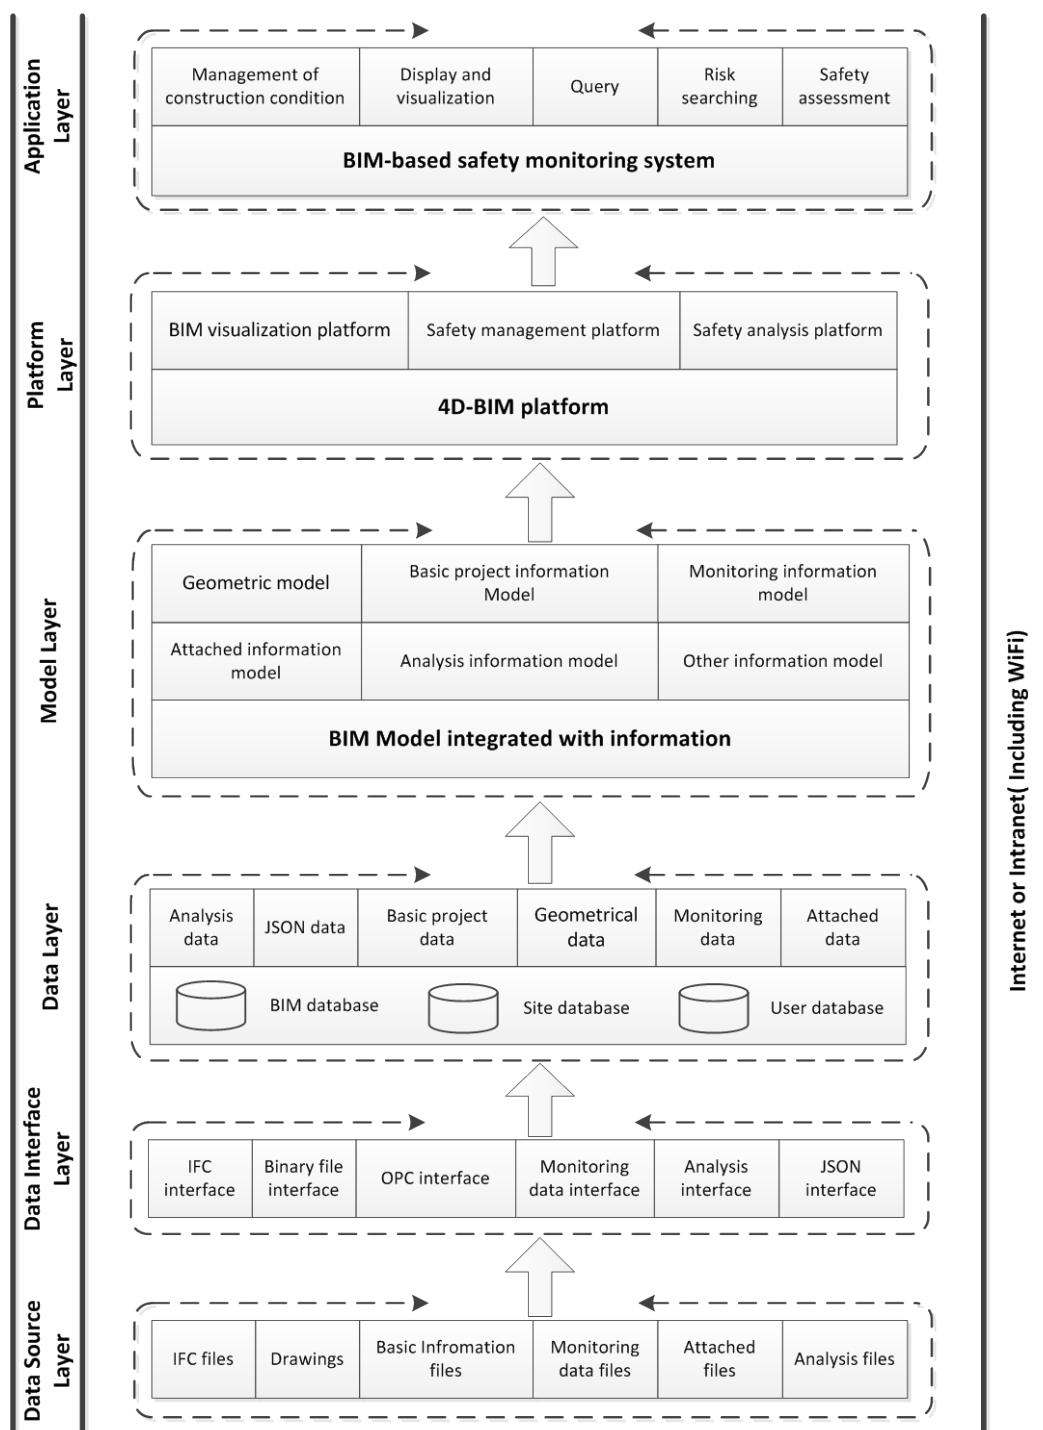 Application
Layer
Management of
construction condition
Display and
visualization
Query
Risk
searching
Safety
assessment
BIM-based safety monitoring system
Platform
Layer
BIM visualization platform
Safety management platform
Safety analysis platform
4D-BIM platform
Model Layer
Geometric model
Basic project information
Model
Monitoring information
model
Attached information
model
Analysis information model
Other information model
BIM Model integrated with information
Data Layer
Analysis
data
JSON data
Basic project
data
Geometrical
data
Monitoring
data
Attached
data
BIM database
Site database
User database
Data Interface
Layer
IFC
interface
Binary file
interface
OPC interface
Monitoring
data interface
Analysis
interface
JSON
interface
Data Source
Layer
IFC files
Drawings
Basic Infromation
files
Monitoring
data files
Attached
files
Analysis files
Internet or Intranet( Including WiFi)